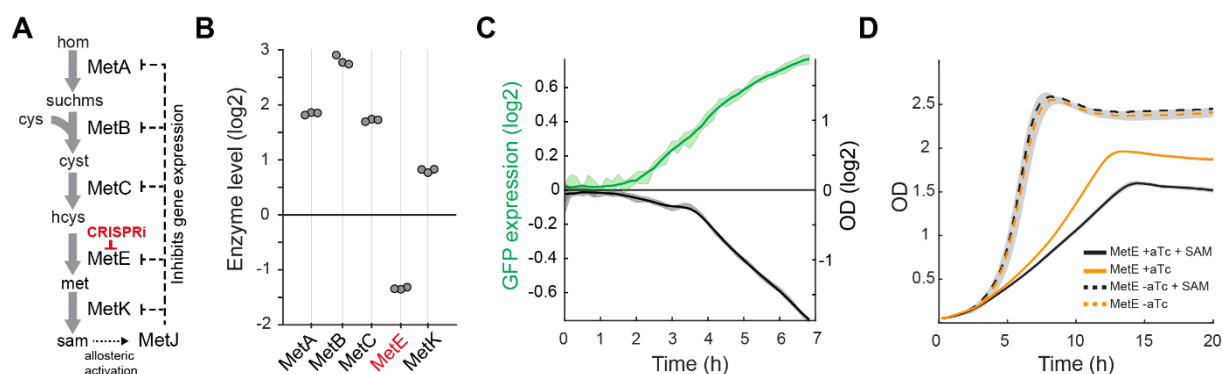 A
hom
MetA
suchms
cys
MetB
cyst
MetC
hcys
CRISPRi
MetE
met
MetK
sam
MetJ
allosteric
activation
Inhibits gene expression
B
Enzyme level (log2)
3
2
1
0
-1
-2
MetA
MetB
MetC
MetE
MetK
C
GFP expression (log2)
0.6
0.4
0.2
0
-0.2
-0.4
-0.6
OD (log2)
1
0
-1
0
1
2
3
4
5
6
7
Time (h)
D
OD
2.5
2.0
1.5
1.0
0.5
MetE +aTc + SAM
MetE +aTc
MetE -aTc + SAM
MetE -aTc
0
5
10
15
20
Time (h)